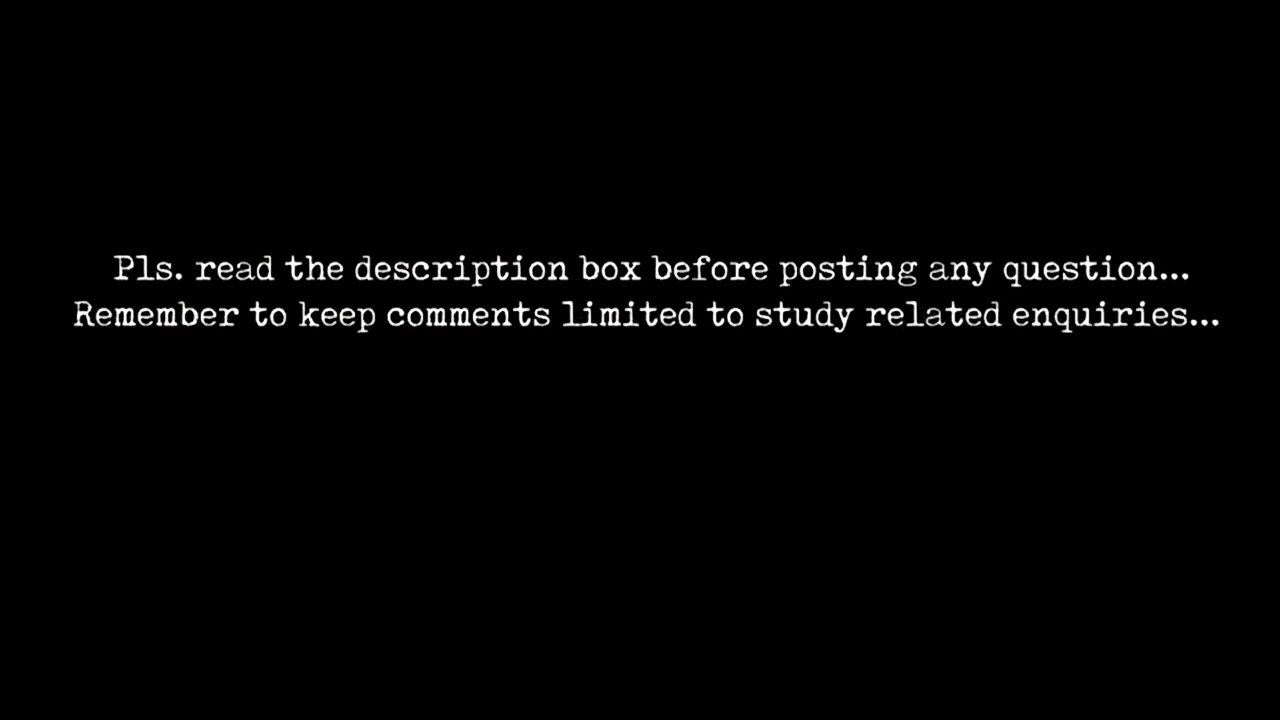 Pls. read the description box before posting any question...
Remember to keep comments limited to study related enquiries...